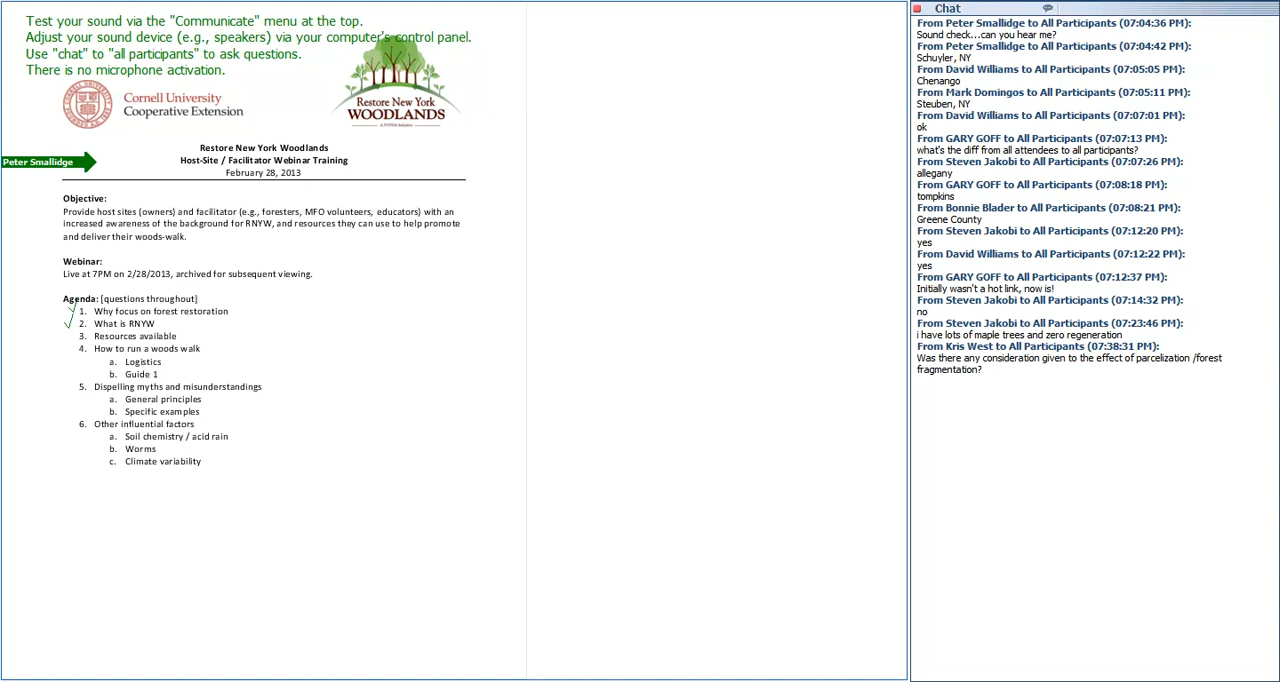 Test your sound via the "Communicate" menu at the top.
Adjust your sound device (e.g., speakers) via your computer's control panel.
Use "chat" to "all participants" to ask questions.
There is no microphone activation.
Cornell University
Cooperative Extension
Restore New York
WOODLANDS
Peter Smallidge
Restore New York Woodlands
Host-Site / Facilitator Webinar Training
February 28, 2013
Objective:
Provide host sites (owners) and facilitator (e.g., foresters, MFO volunteers, educators) with an
increased awareness of the background for RNYW, and resources they can use to help promote
and deliver their woods-walk.
Webinar:
Live at 7PM on 2/28/2013, archived for subsequent viewing.
Agenda: [questions throughout]
1. Why focus on forest restoration
2. What is RNYW
3. Resources available
4. How to run a woods walk
a. Logistics
b. Guide 1
5. Dispelling myths and misunderstandings
a. General principles
b. Specific examples
6. Other influential factors
a. Soil chemistry / acid rain
b. Worms
c. Climate variability
Chat
From Peter Smallidge to All Participants (07:04:36 PM):
Sound check...can you hear me?
From Peter Smallidge to All Participants (07:04:42 PM):
Schuyler, NY
From David Williams to All Participants (07:05:05 PM):
Chenango
From Mark Domingos to All Participants (07:05:11 PM):
Steuben, NY
From David Williams to All Participants (07:07:01 PM):
ok
From GARY GOFF to All Participants (07:07:13 PM):
what's the diff from all attendees to all participants?
From Steven Jakobi to All Participants (07:07:26 PM):
allegany
From GARY GOFF to All Participants (07:08:18 PM):
tompkins
From Bonnie Blader to All Participants (07:08:21 PM):
Greene County
From Steven Jakobi to All Participants (07:12:20 PM):
yes
From David Williams to All Participants (07:12:22 PM):
yes
From GARY GOFF to All Participants (07:12:37 PM):
Initially wasn't a hot link, now is!
From Steven Jakobi to All Participants (07:14:32 PM):
no
From Steven Jakobi to All Participants (07:23:46 PM):
i have lots of maple trees and zero regeneration
From Kris West to All Participants (07:38:31 PM):
Was there any consideration given to the effect of parcelization /forest
fragmentation?